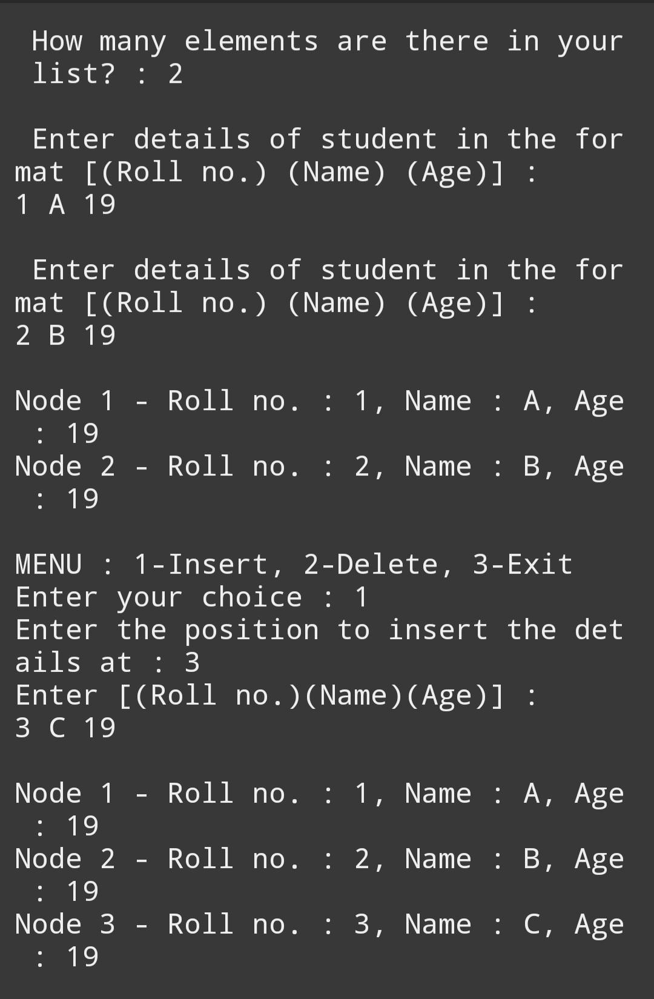 How many elements are there in your
list? : 2
Enter details of student in the for
mat [(Roll no.) (Name) (Age)] :
1 A 19
Enter details of student in the for
mat [(Roll no.) (Name) (Age)] :
2 B 19
Node 1 - Roll no. : 1, Name : A, Age
: 19
Node 2 - Roll no. : 2, Name : B, Age
: 19
MENU : 1-Insert, 2-Delete, 3-Exit
Enter your choice : 1
Enter the position to insert the det
ails at : 3
Enter [(Roll no.)(Name)(Age)] :
3 C 19
Node 1 - Roll no. : 1, Name : A, Age
: 19
Node 2 - Roll no. : 2, Name : B, Age
: 19
Node 3 - Roll no. : 3, Name : C, Age
: 19